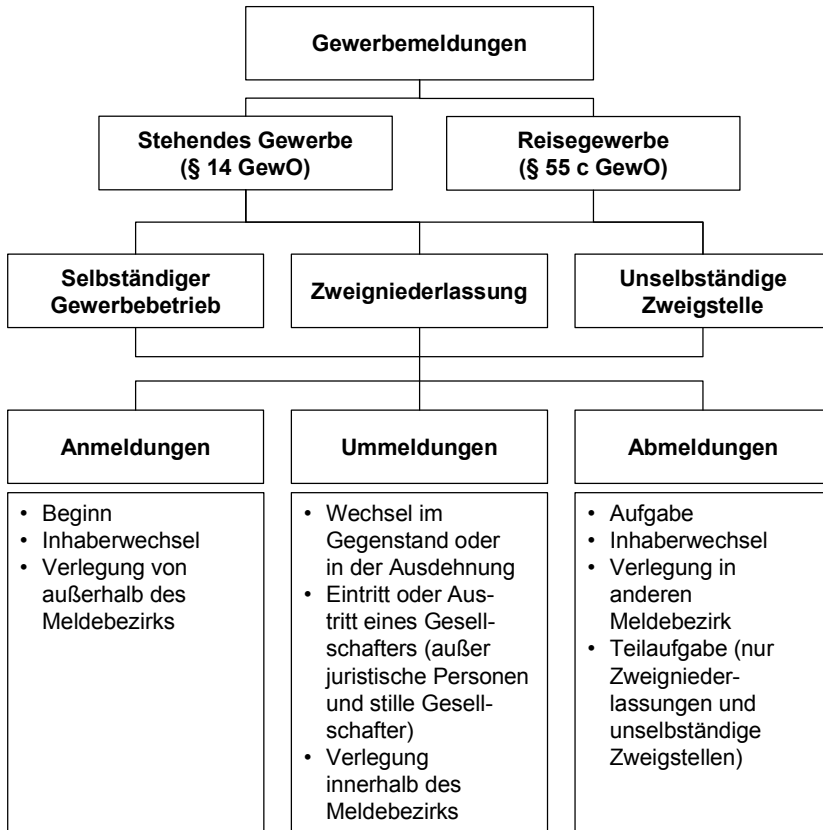 Gewerbemeldungen
Stehendes Gewerbe
(§ 14 GewO)
Reisegewerbe
(§ 55 c GewO)
Selbständiger
Gewerbebetrieb
Zweigniederlassung
Unselbständige
Zweigstelle
Anmeldungen
• Beginn
• Inhaberwechsel
• Verlegung von
außerhalb des
Meldebezirks
Ummeldungen
• Wechsel im
Gegenstand oder
in der Ausdehnung
• Eintritt oder Aus-
tritt eines Gesell-
schafters (außer
juristische Personen
und stille Gesell-
schafter)
• Verlegung
innerhalb des
Meldebezirks
Abmeldungen
• Aufgabe
• Inhaberwechsel
• Verlegung in
anderen
Meldebezirk
• Teilaufgabe (nur
Zweignieder-
lassungen und
unselbständige
Zweigstellen)